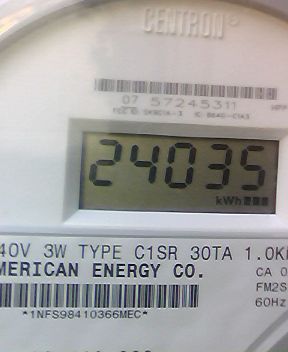 CENTRON®
07 57245311
24035
kWh
40V 3W TYPE C1SR 30TA 1.0K
MERICAN ENERGY CO.
CA 0
FM2S
60Hz
*1NFS98410366MEC*